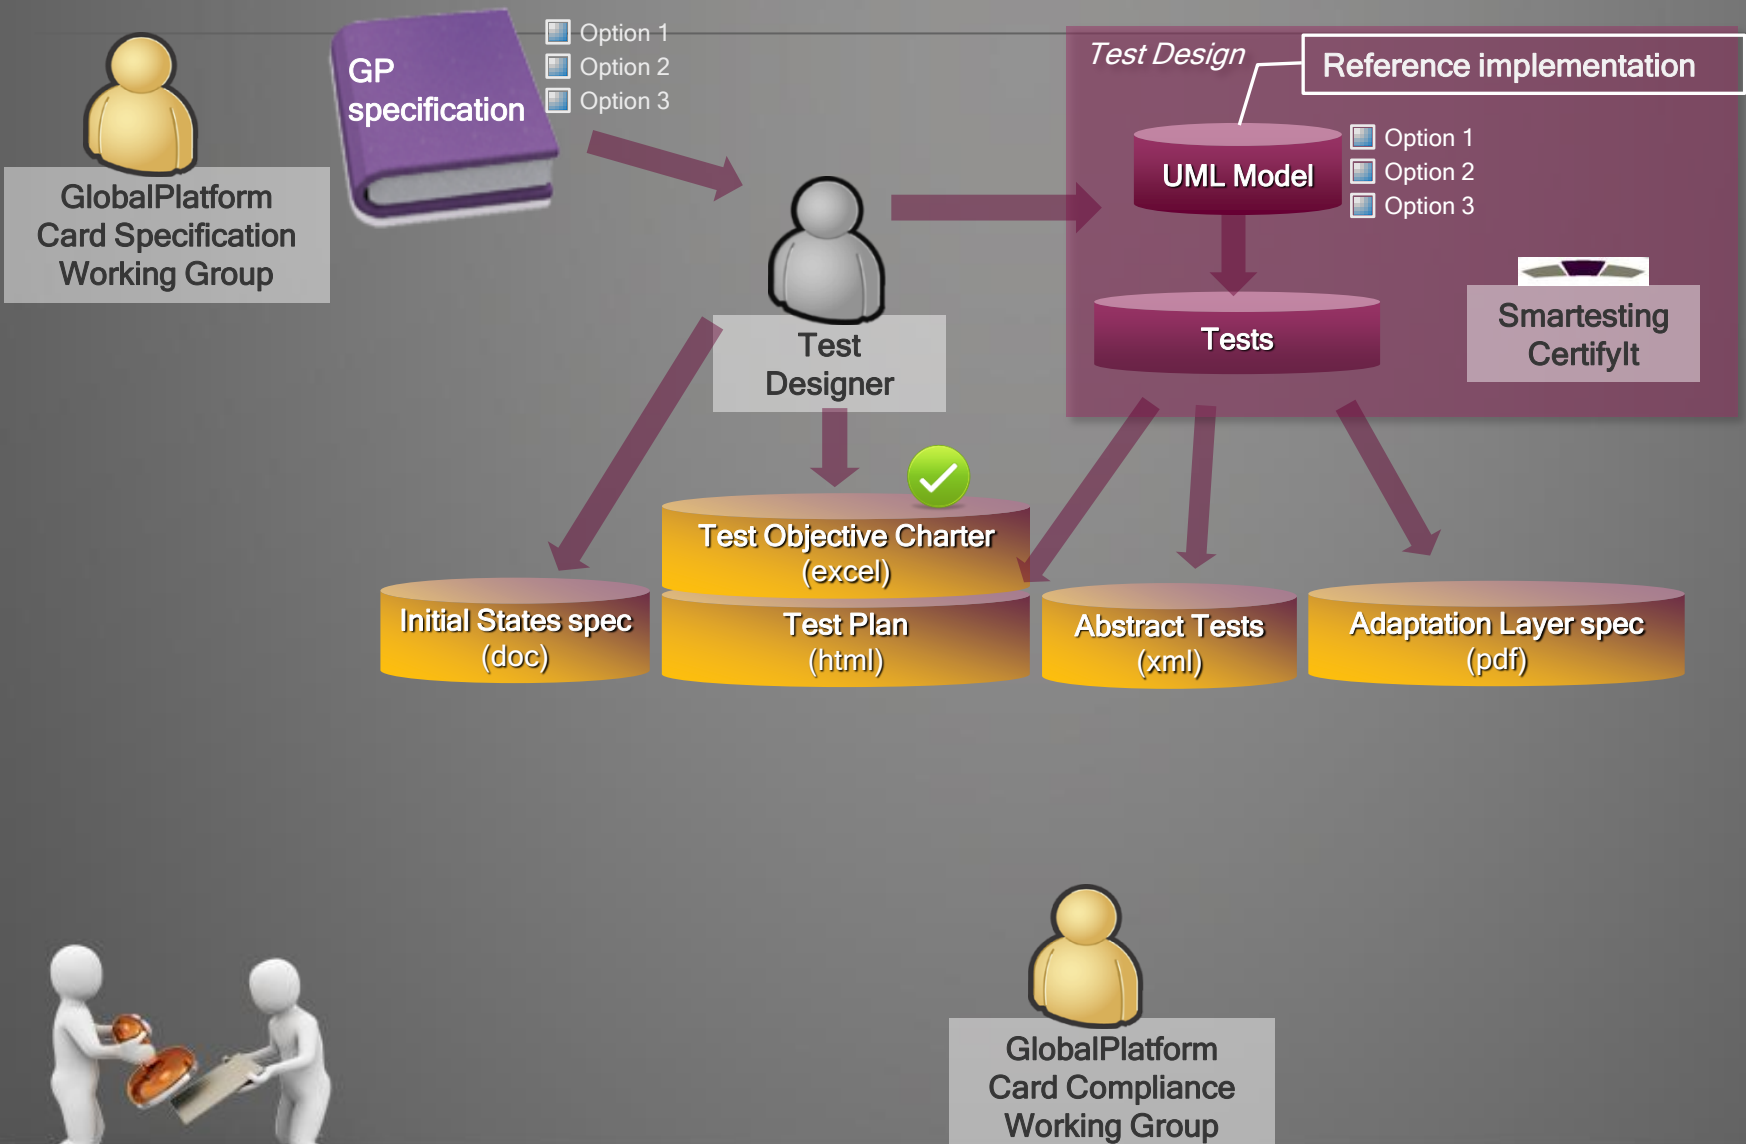 GP
specification
Option 1
Option 2
Option 3
GlobalPlatform
Card Specification
Working Group
Test Design
Reference implementation
UML Model
Option 1
Option 2
Option 3
Tests
Smartesting
CertifyIt
Test
Designer
Test Objective Charter
(excel)
Initial States spec
(doc)
Test Plan
(html)
Abstract Tests
(xml)
Adaptation Layer spec
(pdf)
GlobalPlatform
Card Compliance
Working Group